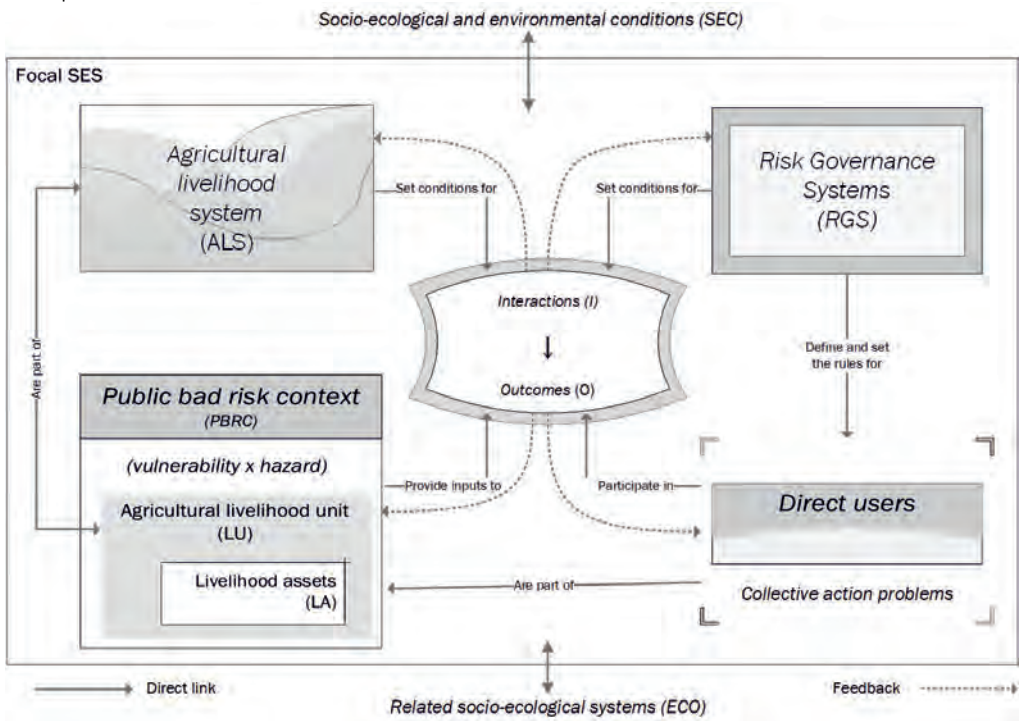 Socio-ecological and environmental conditions (SEC)
Focal SES
Agricultural
livelihood
system
(ALS)
Set conditions for
Set conditions for
Risk Governance
Systems
(RGS)
Interactions (I)
Outcomes (O)
Are part of
Define and set
the rules for
Public bad risk context
(PBRC)
(vulnerability x hazard)
Agricultural livelihood unit
(LU)
Livelihood assets
(LA)
Provide inputs to
Participate in
Direct users
Are part of
Collective action problems
Direct link
Feedback
Related socio-ecological systems (ECO)